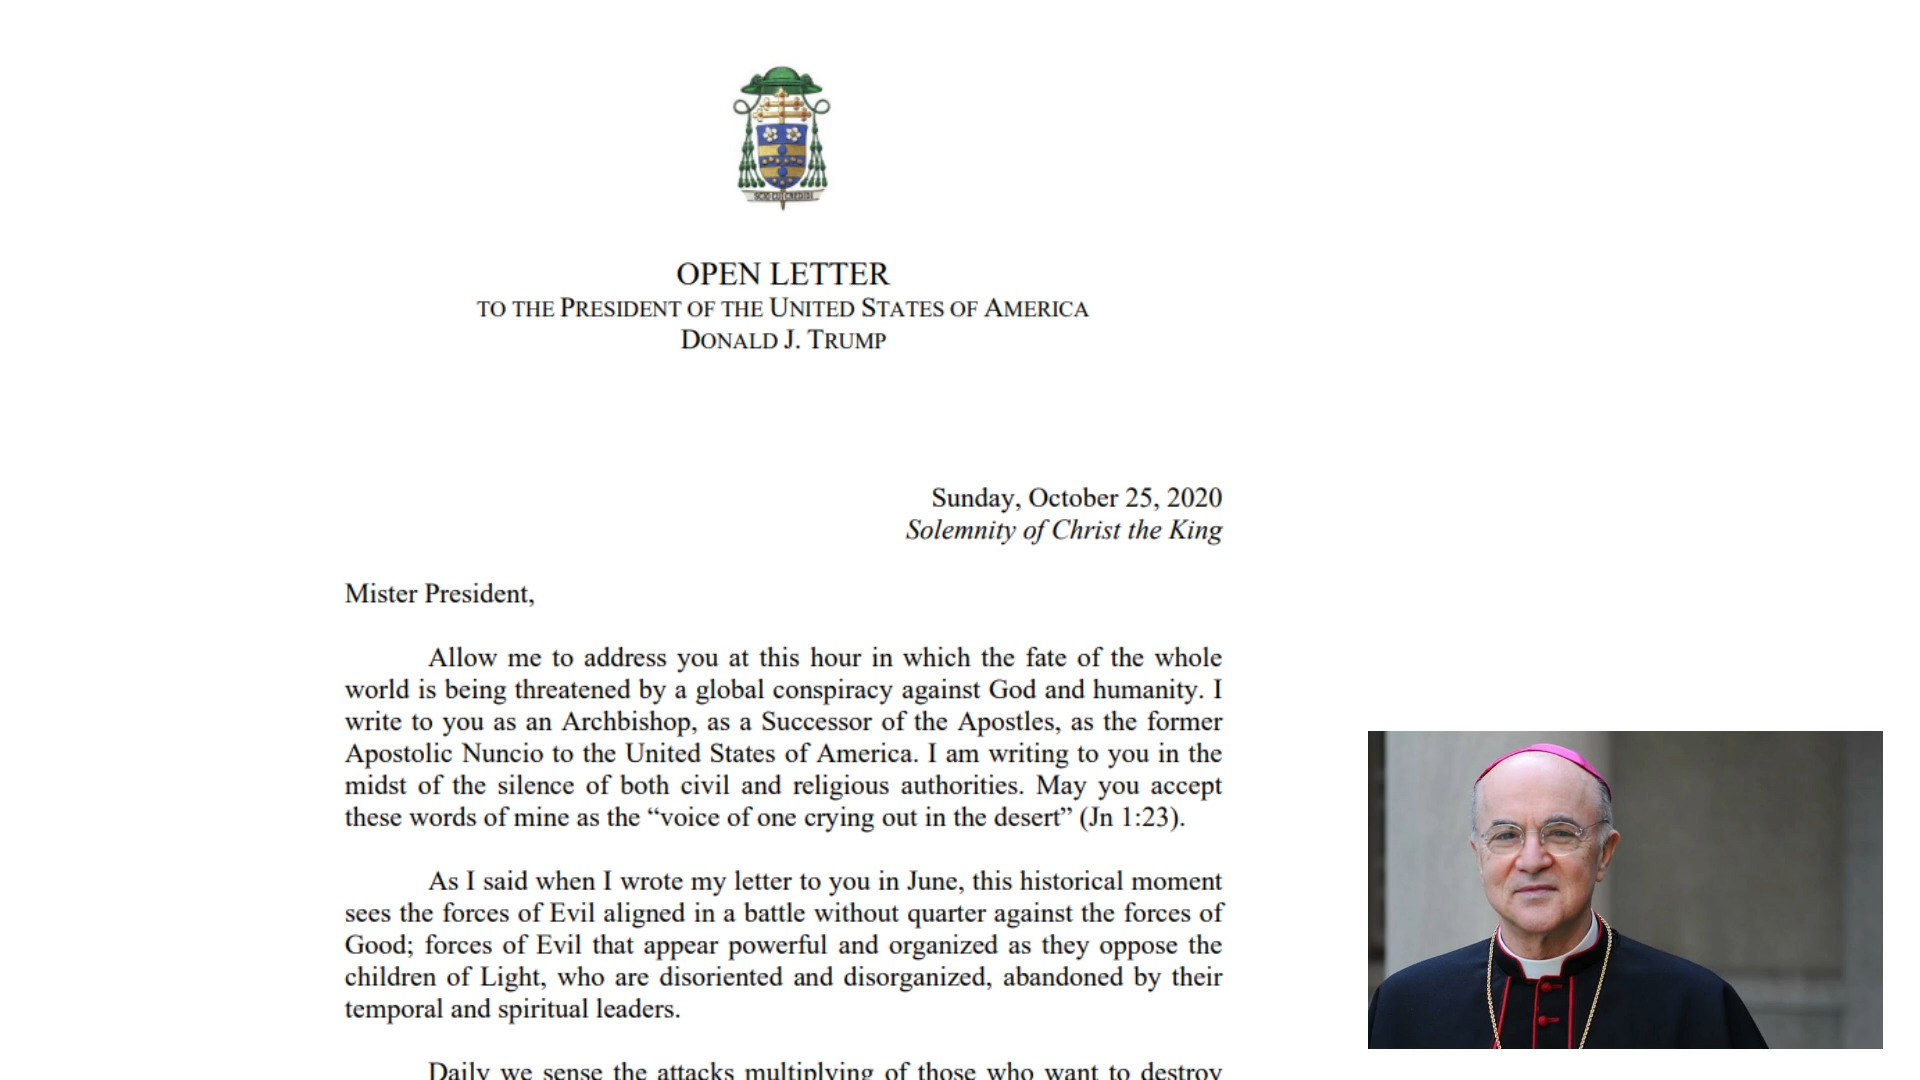 SCIO CUI CREDIDI
OPEN LETTER
TO THE PRESIDENT OF THE UNITED STATES OF AMERICA
DONALD J. TRUMP
Sunday, October 25, 2020
Solemnity of Christ the King
Mister President,
Allow me to address you at this hour in which the fate of the whole
world is being threatened by a global conspiracy against God and humanity. I
write to you as an Archbishop, as a Successor of the Apostles, as the former
Apostolic Nuncio to the United States of America. I am writing to you in the
midst of the silence of both civil and religious authorities. May you accept
these words of mine as the “voice of one crying out in the desert” (Jn 1:23).
As I said when I wrote my letter to you in June, this historical moment
sees the forces of Evil aligned in a battle without quarter against the forces of
Good; forces of Evil that appear powerful and organized as they oppose the
children of Light, who are disoriented and disorganized, abandoned by their
temporal and spiritual leaders.
Daily we sense the attacks multiplying of those who want to destroy